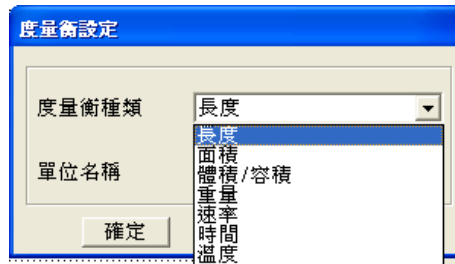 度量衡設定
度量衡種類
長度
長度
面積
體積/容積
重量
速率
時間
溫度
單位名稱
確定